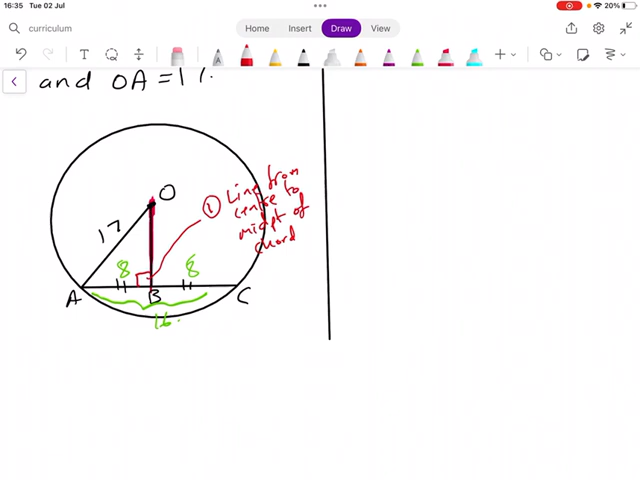 16:35 Tue 02 Jul
20%
curriculum
Home Insert Draw View
and OA = 17.
O
17
① Line from
centre to
midpt of
chord
8 8
A B C
16.